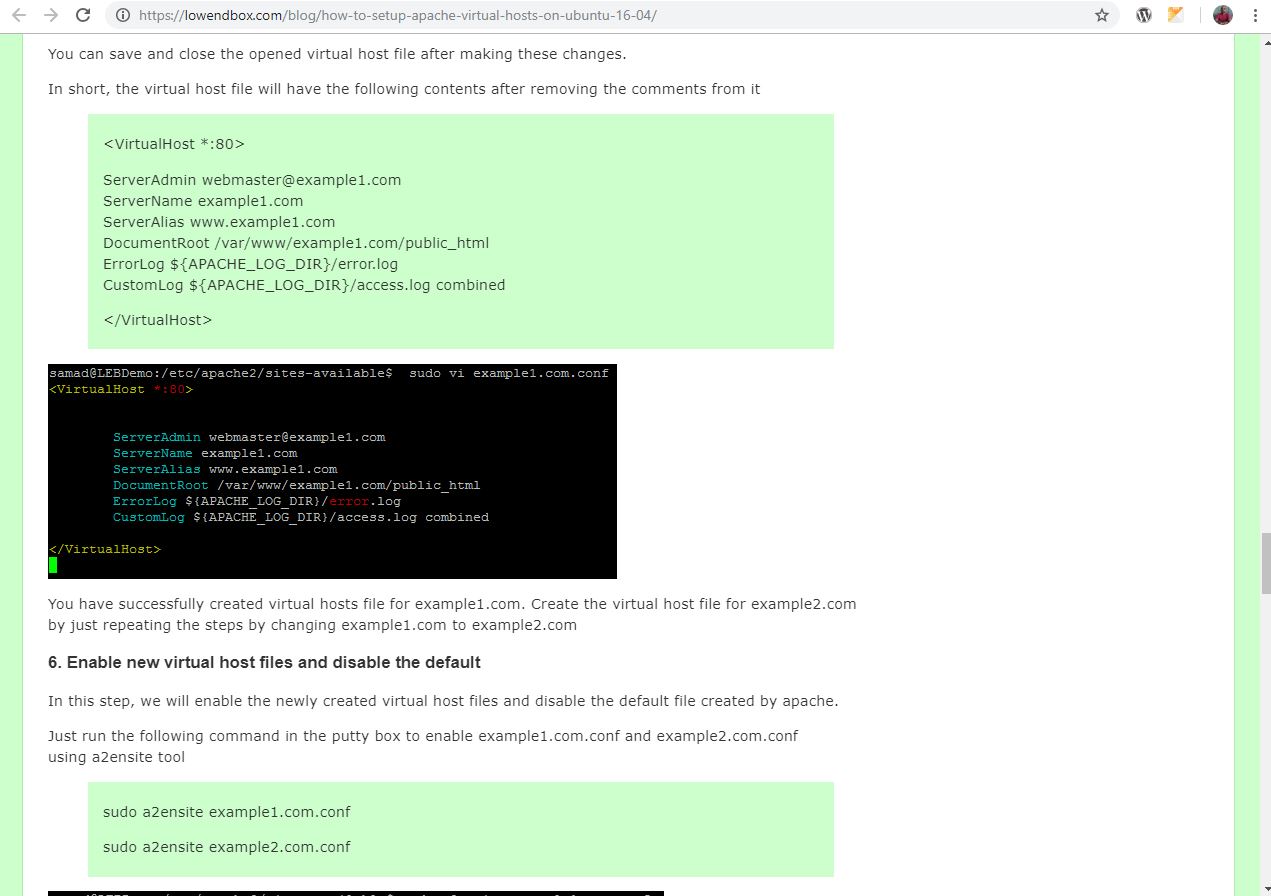 https://lowendbox.com/blog/how-to-setup-apache-virtual-hosts-on-ubuntu-16-04/
You can save and close the opened virtual host file after making these changes.
In short, the virtual host file will have the following contents after removing the comments from it
<VirtualHost *:80>
ServerAdmin webmaster@example1.com
ServerName example1.com
ServerAlias www.example1.com
DocumentRoot /var/www/example1.com/public_html
ErrorLog ${APACHE_LOG_DIR}/error.log
CustomLog ${APACHE_LOG_DIR}/access.log combined
</VirtualHost>
samad@LEBDemo:/etc/apache2/sites-available$  sudo vi example1.com.conf
<VirtualHost *:80>
ServerAdmin webmaster@example1.com
ServerName example1.com
ServerAlias www.example1.com
DocumentRoot /var/www/example1.com/public_html
ErrorLog ${APACHE_LOG_DIR}/error.log
CustomLog ${APACHE_LOG_DIR}/access.log combined
</VirtualHost>
You have successfully created virtual hosts file for example1.com. Create the virtual host file for example2.com
by just repeating the steps by changing example1.com to example2.com
6. Enable new virtual host files and disable the default
In this step, we will enable the newly created virtual host files and disable the default file created by apache.
Just run the following command in the putty box to enable example1.com.conf and example2.com.conf
using a2ensite tool
sudo a2ensite example1.com.conf
sudo a2ensite example2.com.conf